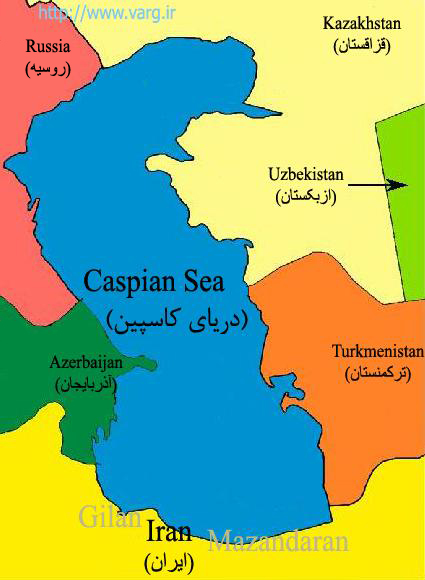 http://www.varg.ir
Kazakhstan
(قزاقستان)
Russia
(روسیه)
Uzbekistan
(ازبکستان)
Caspian Sea
(دریای کاسپین)
Azerbaijan
(آذربایجان)
Turkmenistan
(ترکمنستان)
Gilan
Iran
(ایران)
Mazandaran